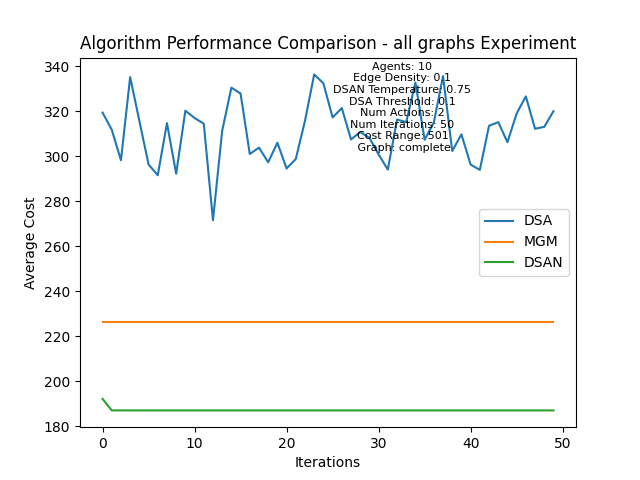 Algorithm Performance Comparison - all graphs Experiment
Agents: 10
Edge Density: 0.1
DSAN Temperature: 0.75
DSA Threshold: 0.1
Num Actions: 2
Num Iterations: 50
Cost Range: 501
Graph: complete
340
320
300
280
260
240
220
200
180
Average Cost
DSA
MGM
DSAN
0
10
20
30
40
50
Iterations